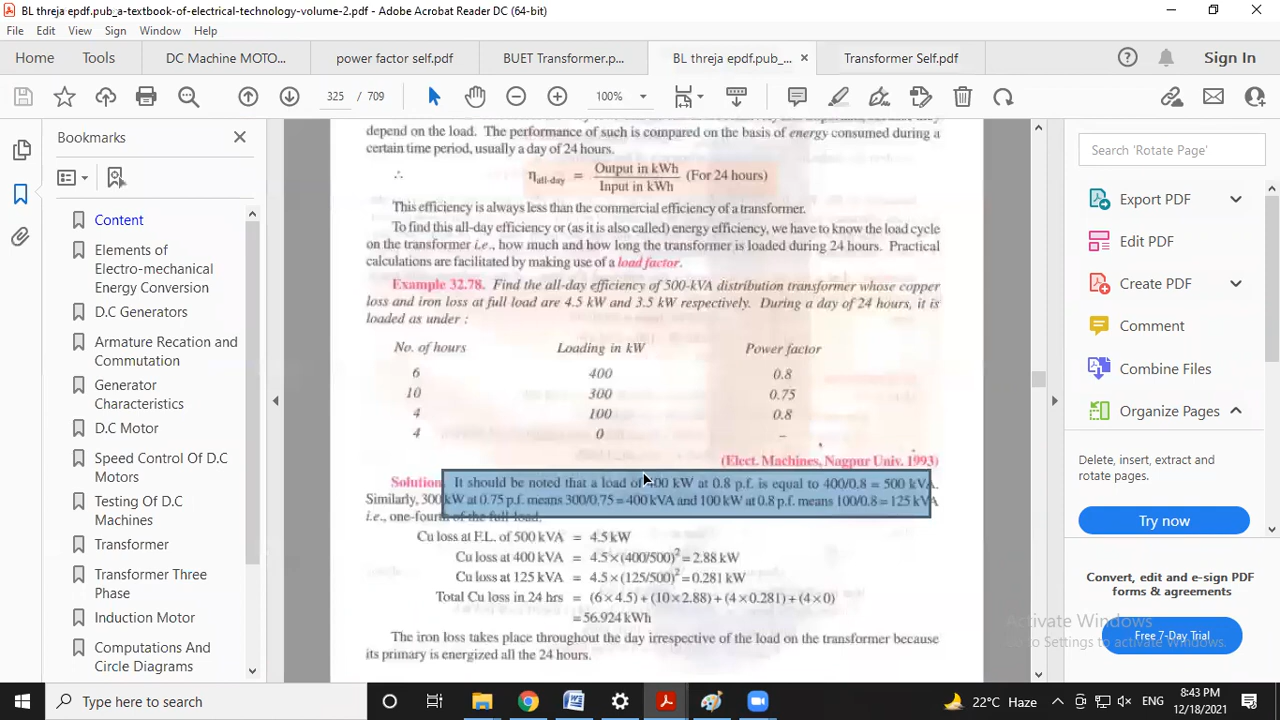 BL threja epdf.pub_a-textbook-of-electrical-technology-volume-2.pdf - Adobe Acrobat Reader DC (64-bit)
File Edit View Sign Window Help
Home Tools DC Machine MOTO... power factor self.pdf BUET Transformer.p... BL threja epdf.pub_... × Transformer Self.pdf Sign In
325 / 709 100%
Bookmarks
Content
Elements of
Electro-mechanical
Energy Conversion
D.C Generators
Armature Recation and
Commutation
Generator
Characteristics
D.C Motor
Speed Control Of D.C
Motors
Testing Of D.C
Machines
Transformer
Transformer Three
Phase
Induction Motor
Computations And
Circle Diagrams
depend on the load. The performance of such is compared on the basis of energy consumed during a
certain time period, usually a day of 24 hours.
∴ η all-day = Output in kWh / Input in kWh (For 24 hours)
This efficiency is always less than the commercial efficiency of a transformer.
To find this all-day efficiency or (as it is also called) energy efficiency, we have to know the load cycle
on the transformer i.e., how much and how long the transformer is loaded during 24 hours. Practical
calculations are facilitated by making use of a load factor.
Example 32.78. Find the all-day efficiency of 500-kVA distribution transformer whose copper
loss and iron loss at full load are 4.5 kW and 3.5 kW respectively. During a day of 24 hours, it is
loaded as under :
No. of hours Loading in kW Power factor
6 400 0.8
10 300 0.75
4 100 0.8
4 0 –
(Elect. Machines, Nagpur Univ. 1993)
Solution. It should be noted that a load of 400 kW at 0.8 p.f. is equal to 400/0.8 = 500 kVA.
Similarly, 300 kW at 0.75 p.f. means 300/0.75 = 400 kVA and 100 kW at 0.8 p.f. means 100/0.8 = 125 kVA
i.e., one-fourth of the full-load.
Cu loss at F.L. of 500 kVA = 4.5 kW
Cu loss at 400 kVA = 4.5 × (400/500)² = 2.88 kW
Cu loss at 125 kVA = 4.5 × (125/500)² = 0.281 kW
Total Cu loss in 24 hrs = (6 × 4.5) + (10 × 2.88) + (4 × 0.281) + (4 × 0)
= 56.924 kWh
The iron loss takes place throughout the day irrespective of the load on the transformer because
its primary is energized all the 24 hours.
Search 'Rotate Page'
Export PDF
Edit PDF
Create PDF
Comment
Combine Files
Organize Pages
Delete, insert, extract
and rotate pages.
Try now
Convert, edit and e-sign PDF
forms & agreements
Free 7-Day Trial
Activate Windows
Go to Settings to activate Windows.
Type here to search
22°C Haze ENG 8:43 PM
12/18/2021